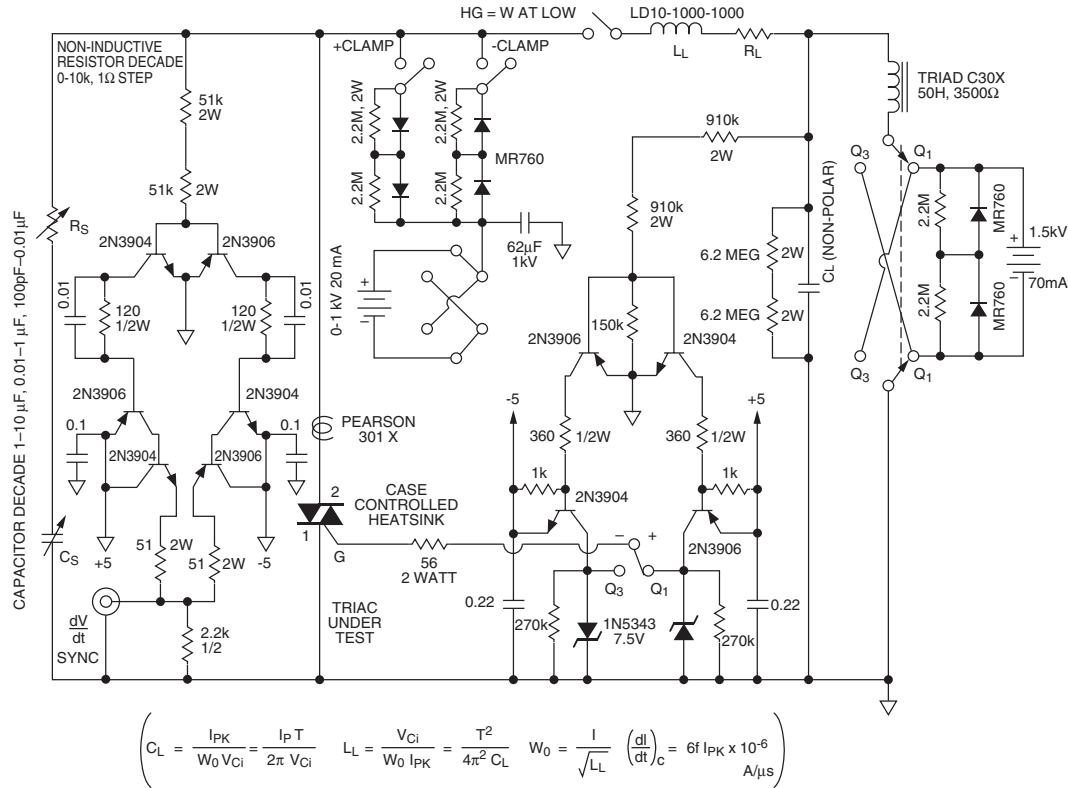 HG = W AT LOW
LD10-1000-1000
L_L
R_L
NON-INDUCTIVE
RESISTOR DECADE
0-10k, 1Ω STEP
+CLAMP
-CLAMP
TRIAD C30X
50H, 3500Ω
51k
2W
2.2M, 2W
2.2M, 2W
910k
2W
51k
2W
MR760
2.2M
2.2M
Q3
Q1
910k
2W
CL (NON-POLAR)
R_S
2N3904
2N3906
62μF
1kV
6.2 MEG
2W
2.2M
MR760
+
1.5kV
CAPACITOR DECADE 1–10 μF, 0.01–1 μF, 100pF–0.01μF
0.01
120
1/2W
120
1/2W
0.01
0-1 kV 20 mA
+
–
6.2 MEG
2W
2.2M
MR760
–
70mA
150k
2N3906
2N3904
Q3
Q1
2N3906
2N3904
-5
+5
0.1
0.1
PEARSON
301 X
360
1/2W
360
1/2W
2N3904
2N3906
1k
1k
2
1
G
CASE
CONTROLLED
HEATSINK
2N3904
2N3906
C_S
+5
-5
51
2W
51
2W
56
2 WATT
–
+
Q3
Q1
dV
dt
SYNC
2.2k
1/2
TRIAC
UNDER
TEST
0.22
270k
1N5343
7.5V
270k
0.22
( C_L = I_PK / W_0 V_Ci = I_P T / 2π V_Ci   L_L = V_Ci / W_0 I_PK = T² / 4π² C_L   W_0 = I / √L_L   (dI/dt)_c = 6f I_PK x 10⁻⁶ A/μs )